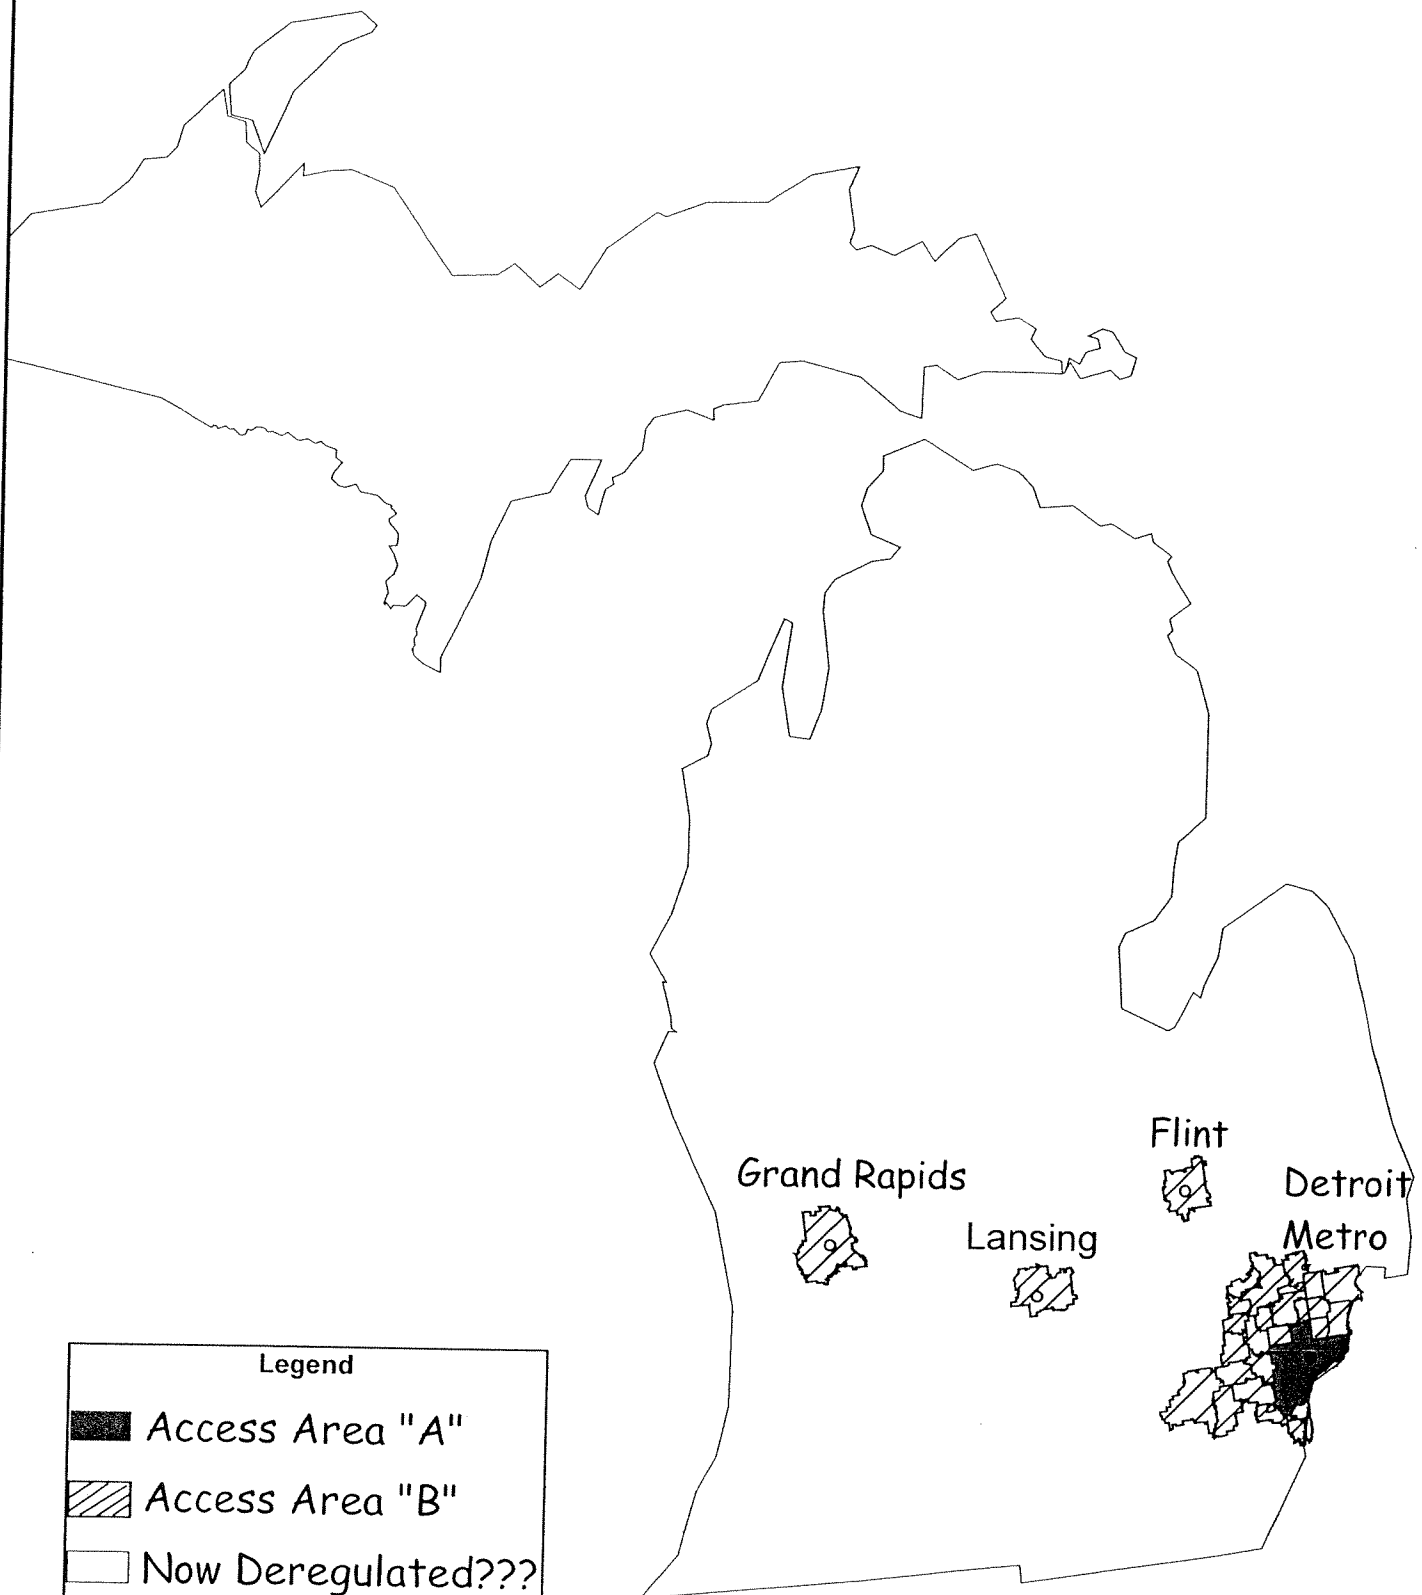 Flint
Grand Rapids
Detroit
Lansing
Metro
Legend
Access Area "A"
Access Area "B"
Now Deregulated???